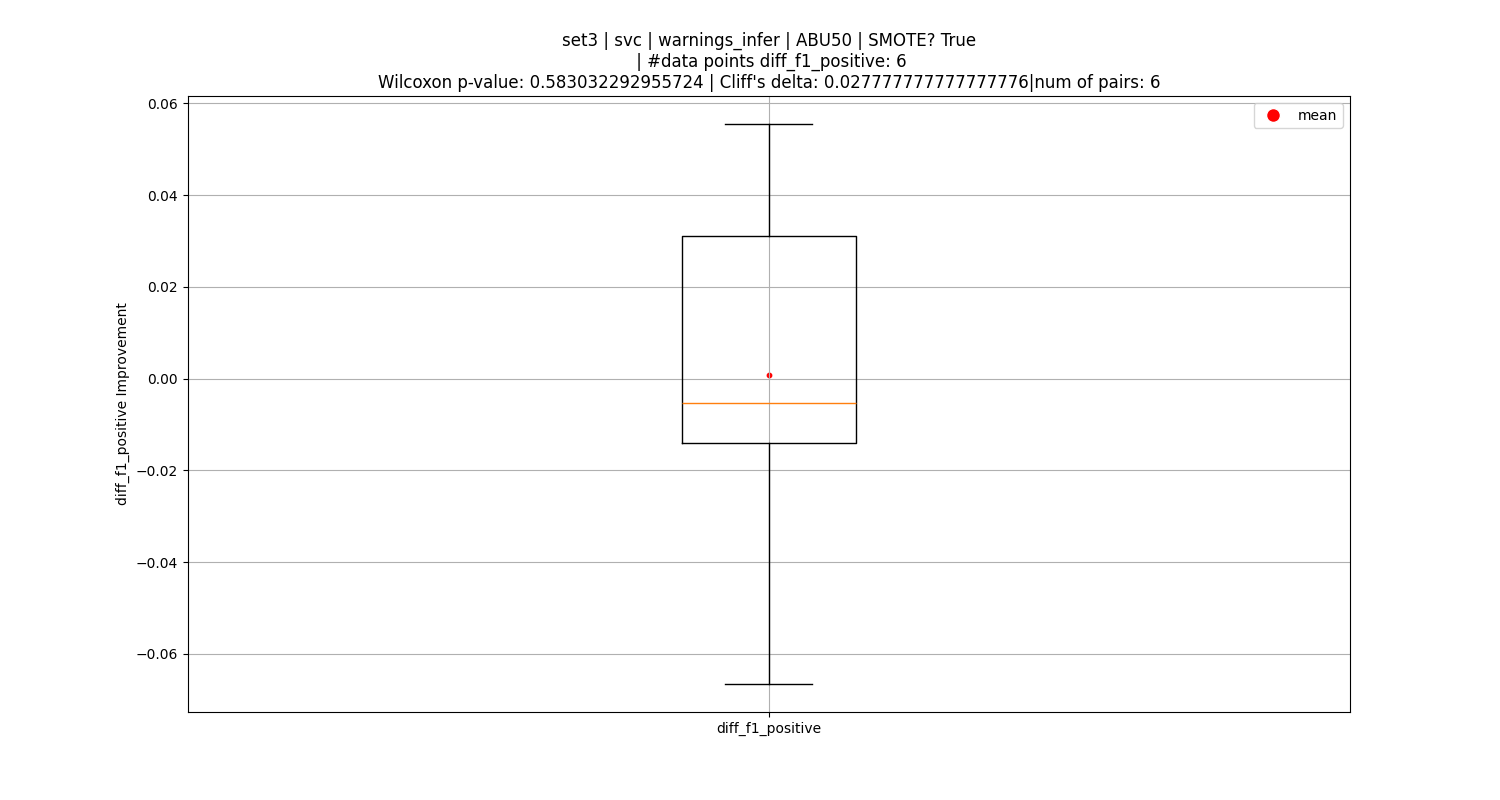 set3 | svc | warnings_infer | ABU50 | SMOTE? True
| #data points diff_f1_positive: 6
Wilcoxon p-value: 0.583032292955724 | Cliff's delta: 0.027777777777777776|num of pairs: 6
mean
0.06
0.04
0.02
0.00
−0.02
−0.04
−0.06
diff_f1_positive Improvement
diff_f1_positive